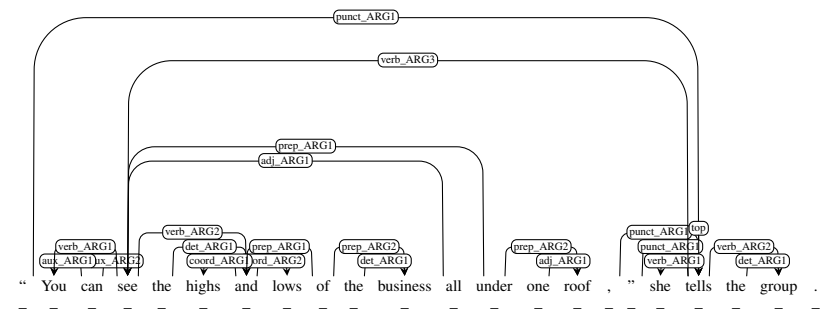 punct_ARG1
verb_ARG3
prep_ARG1
adj_ARG1
verb_ARG2 punct_ARG1 top
verb_ARG1 det_ARG1 prep_ARG1 prep_ARG2 prep_ARG2 punct_ARG1 verb_ARG2
aux_ARG1 ux_ARG2 coord_ARG1 ord_ARG2 det_ARG1 adj_ARG1 verb_ARG1 det_ARG1
“ You can see the highs and lows of the business all under one roof , ” she tells the group .